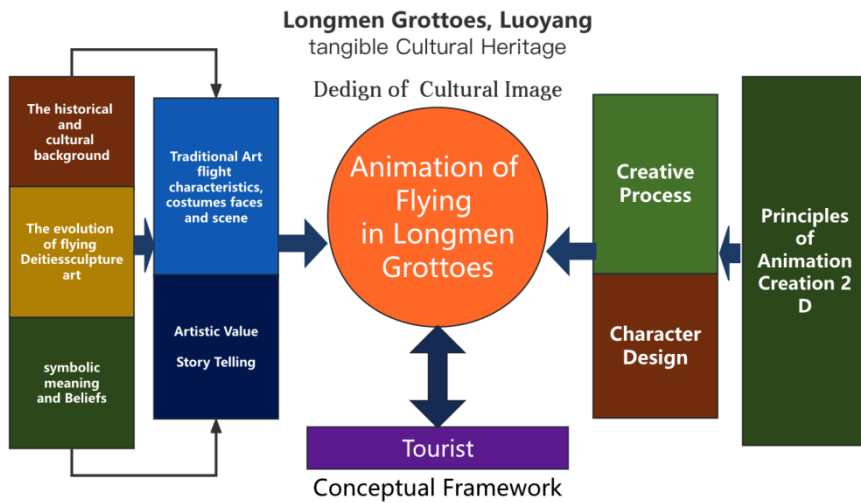 Longmen Grottoes, Luoyang
tangible Cultural Heritage
Dedign of Cultural Image
The historical
and
cultural
background
The evolution
of flying
Deitiessculpture
art
symbolic
meaning
and Beliefs
Traditional Art
flight
characteristics,
costumes faces
and scene
Artistic Value
Story Telling
Animation of
Flying
in Longmen
Grottoes
Creative
Process
Character
Design
Principles
of
Animation
Creation 2
D
Tourist
Conceptual Framework